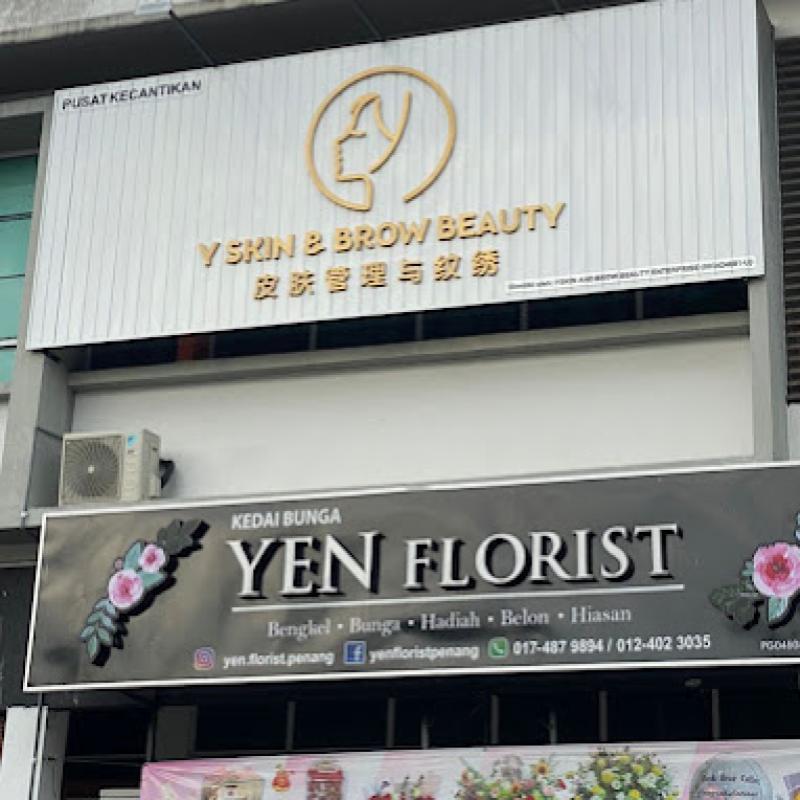 PUSAT KECANTIKAN
Y SKIN & BROW BEAUTY
皮肤管理与纹绣
KEDAI BUNGA
YEN FLORIST
Bengkel • Bunga • Hadiah • Belon • Hiasan
yen.florist.penang yenfloristpenang 017-487 9894 / 012-402 3035